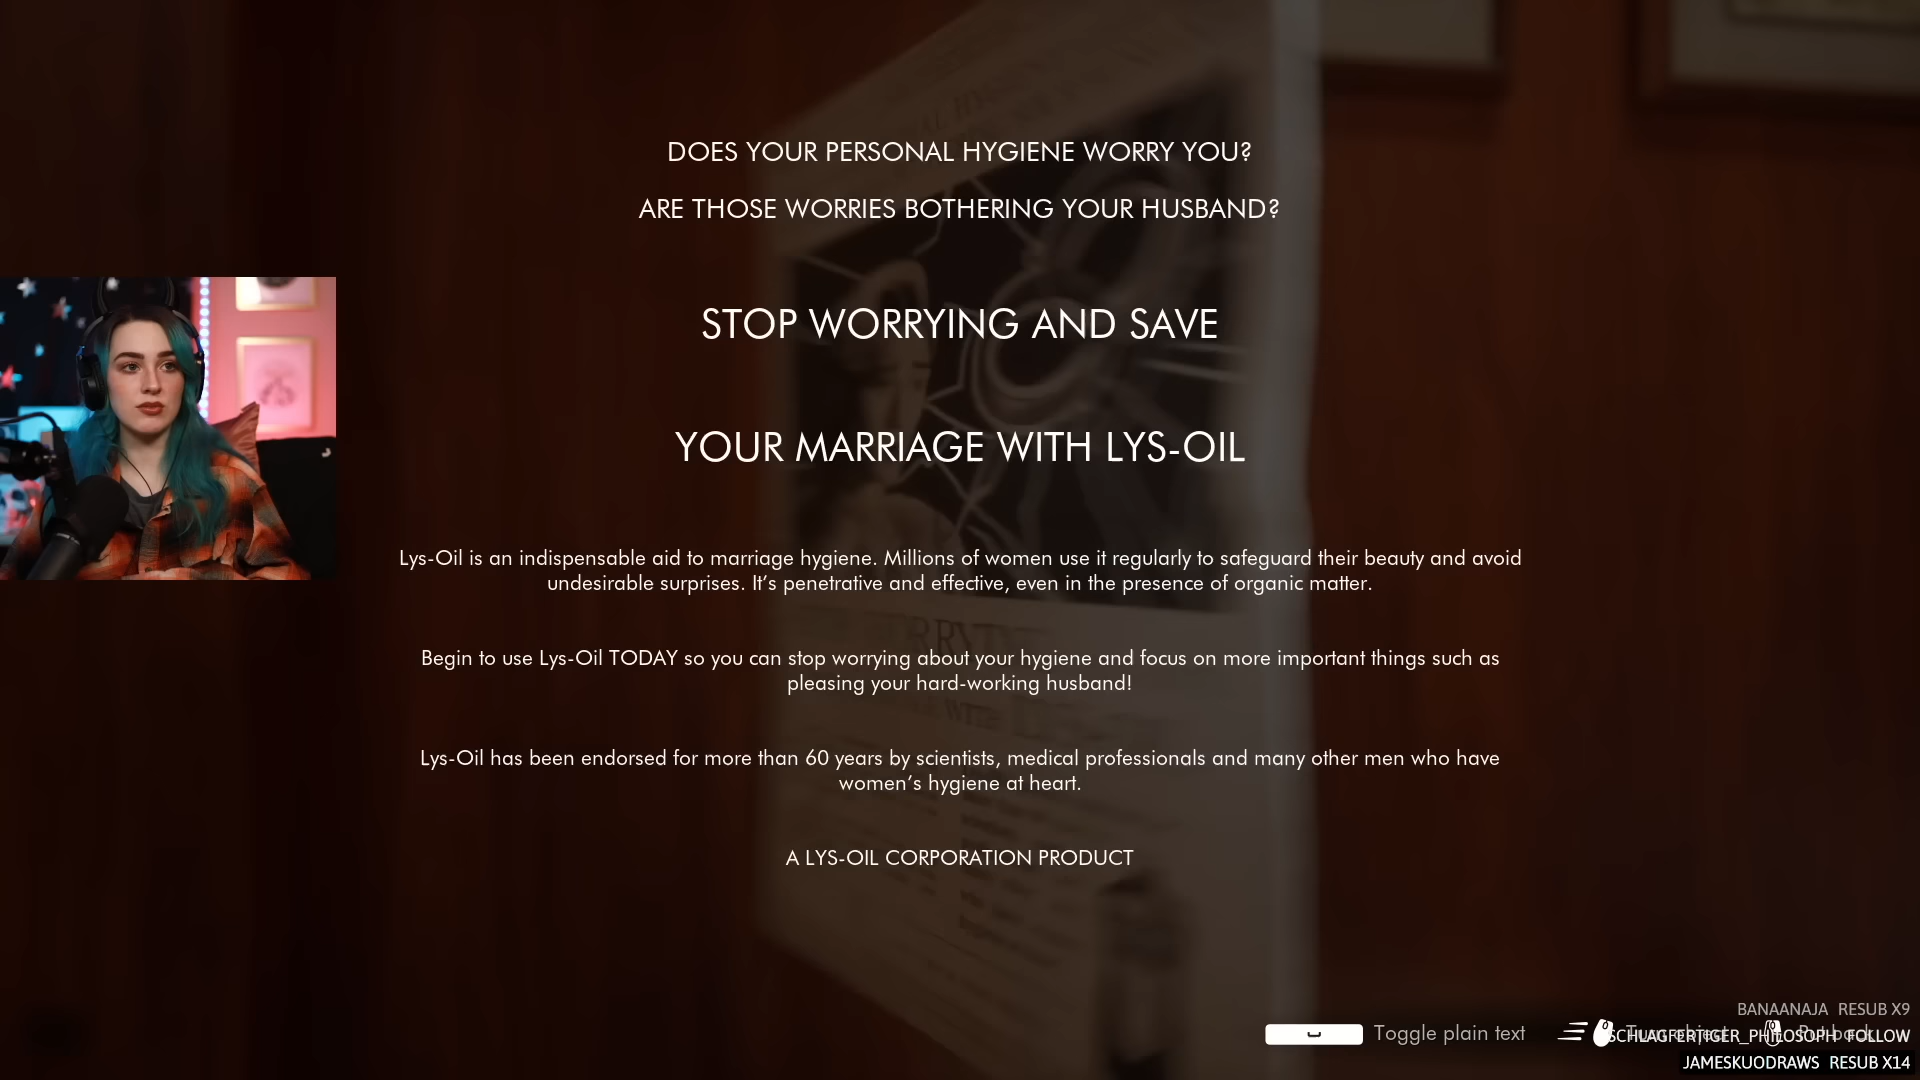 DOES YOUR PERSONAL HYGIENE WORRY YOU?
ARE THOSE WORRIES BOTHERING YOUR HUSBAND?
STOP WORRYING AND SAVE
YOUR MARRIAGE WITH LYS-OIL
Lys-Oil is an indispensable aid to marriage hygiene. Millions of women use it regularly to safeguard their beauty and avoid
undesirable surprises. It’s penetrative and effective, even in the presence of organic matter.
Begin to use Lys-Oil TODAY so you can stop worrying about your hygiene and focus on more important things such as
pleasing your hard-working husband!
Lys-Oil has been endorsed for more than 60 years by scientists, medical professionals and many other men who have
women’s hygiene at heart.
A LYS-OIL CORPORATION PRODUCT
BANAANAJA RESUB X9
Toggle plain text
SCHLAGFERTIGER_PHILOSOPH FOLLOW
JAMESKUODRAWS RESUB X14